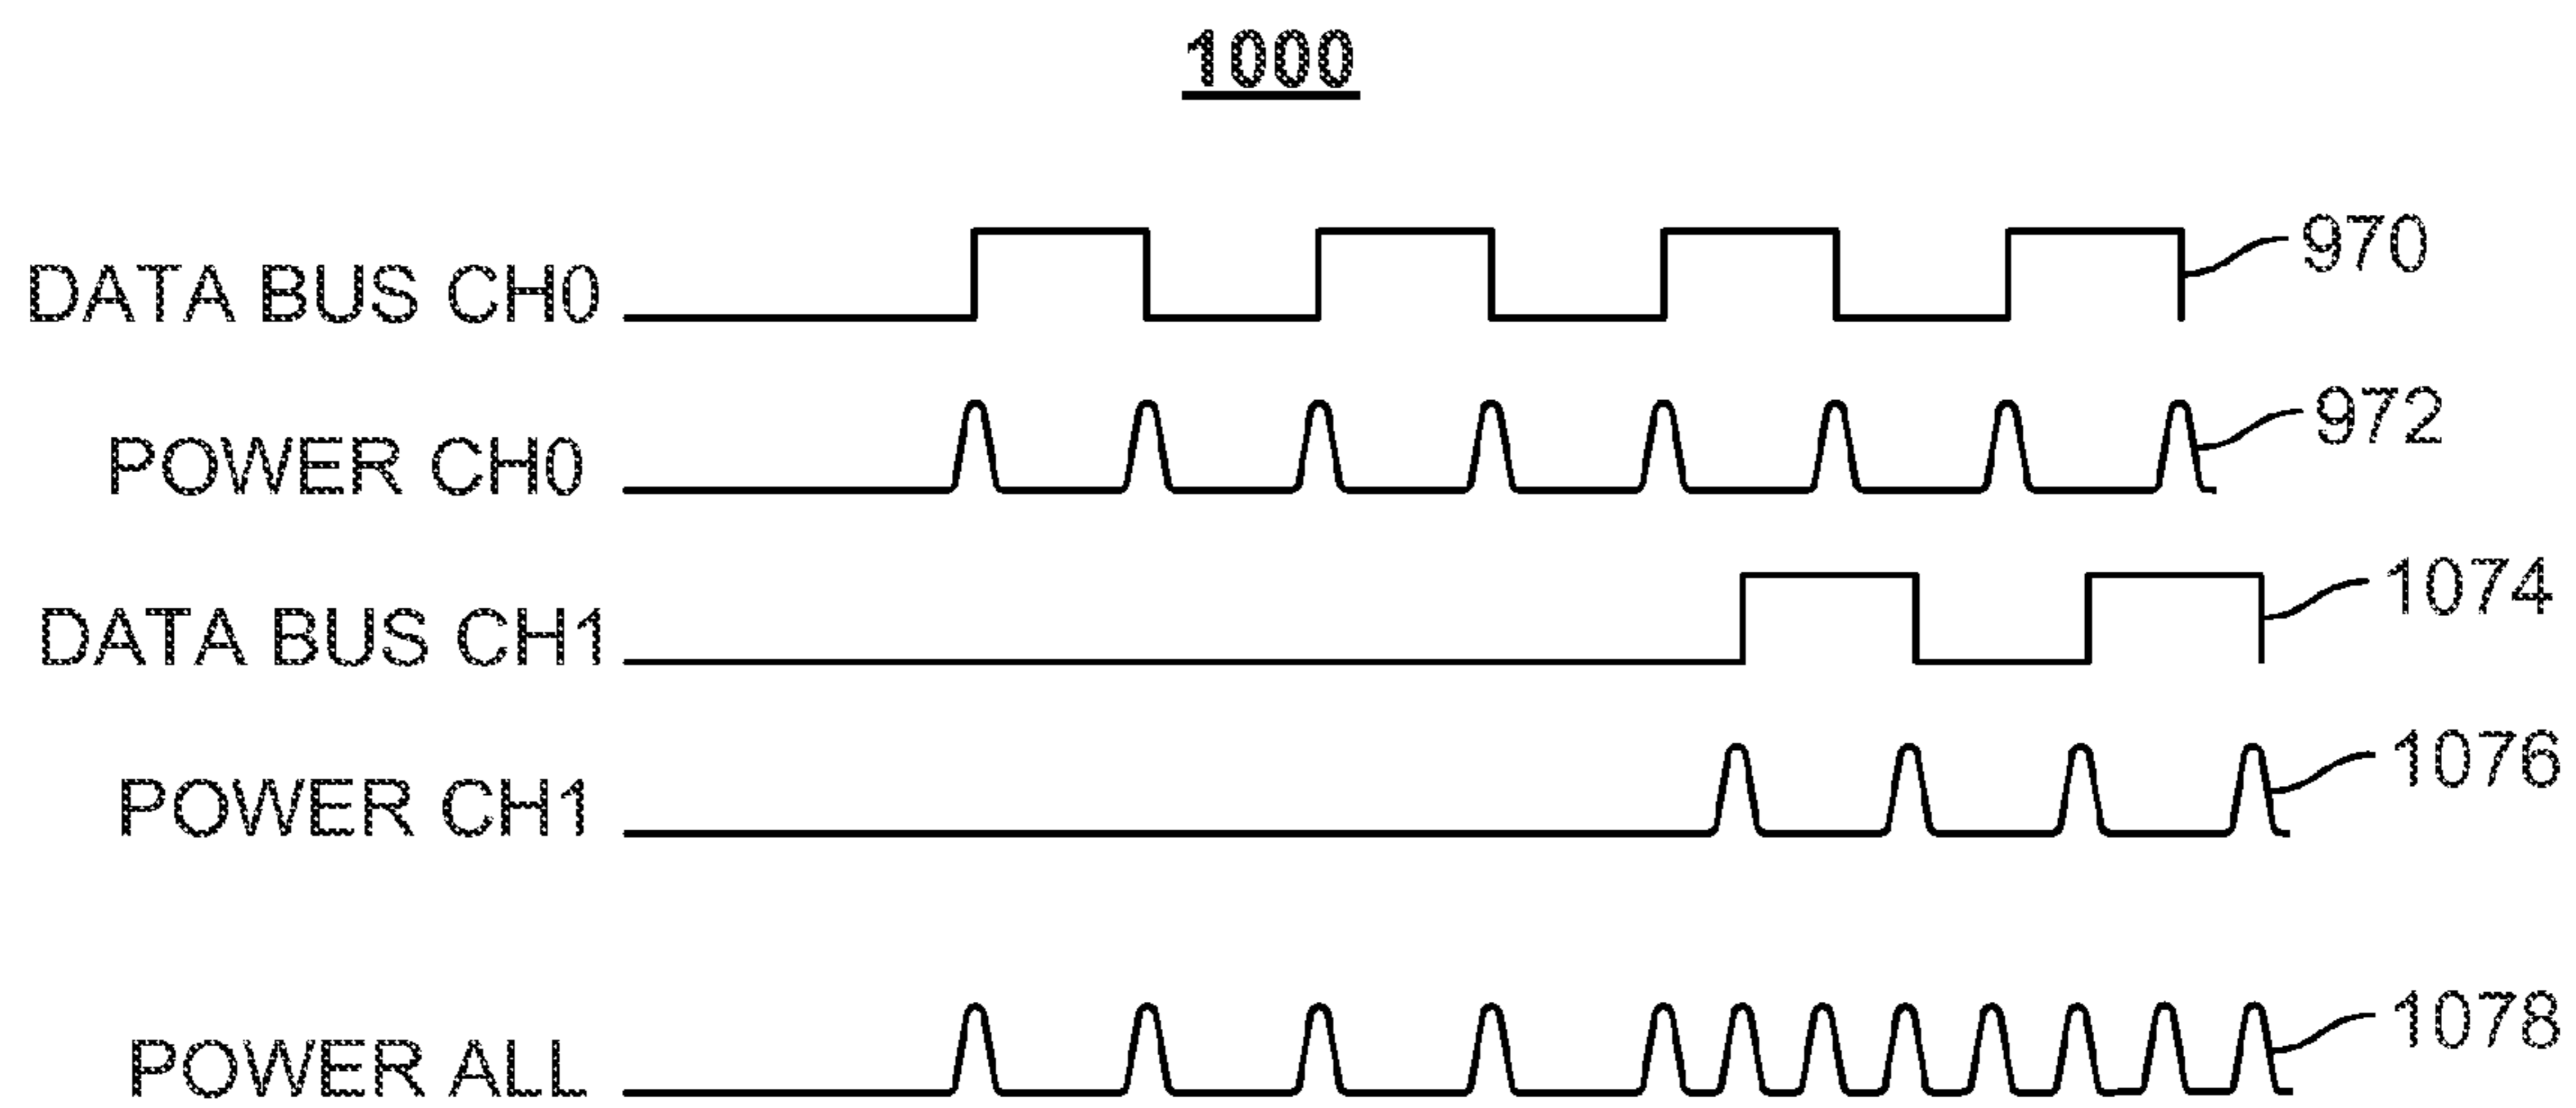 1000
DATA BUS CH0 970
POWER CH0 972
DATA BUS CH1 1074
POWER CH1 1076
POWER ALL 1078